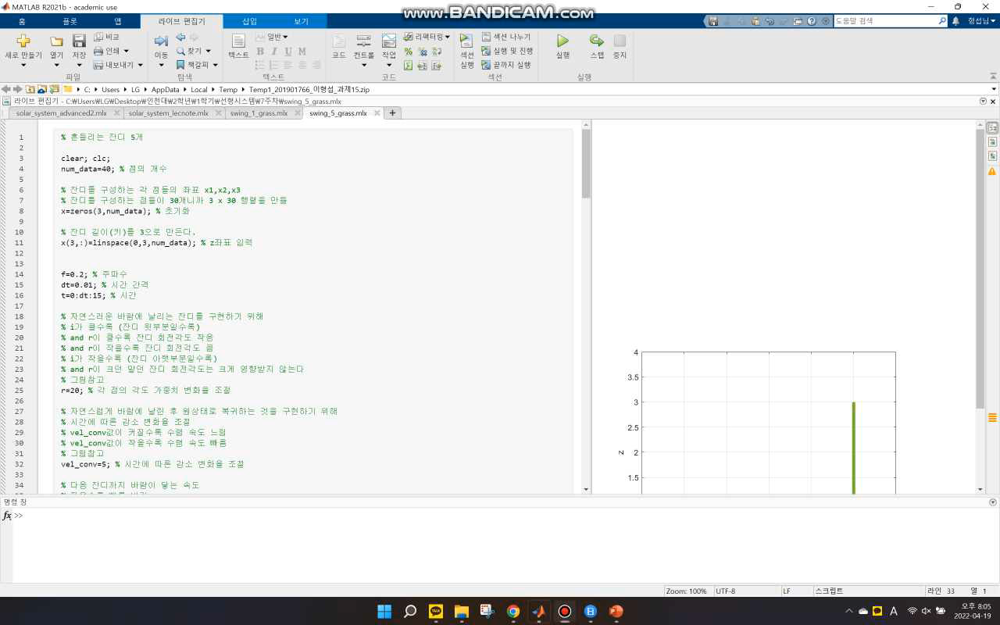 MATLAB R2021b - academic use
www.BANDICAM.com
홈 플롯 앱 라이브 편집기 삽입 보기
도움말 검색
형섭님
새로 만들기
열기
저장
비교
인쇄
내보내기
파일
이동
찾기
책갈피
탐색
텍스트
일반
B I U M
텍스트
코드
컨트롤
작업
리팩터링
코드
섹션 실행
섹션 나누기
실행 및 진행
끝까지 실행
섹션
실행
스텝
중지
실행
C: Users LG AppData Local Temp Temp1_201901766_이형섭_과제15.zip
라이브 편집기 - C:₩Users₩LG₩Desktop₩인천대₩2학년₩1학기₩선형시스템₩7주차₩swing_5_grass.mlx
solar_system_advanced2.mlx solar_system_lecnote.mlx swing_1_grass.mlx swing_5_grass.mlx +
1 % 흔들리는 잔디 5개
2
3 clear; clc;
4 num_data=40; % 점의 개수
5
6 % 잔디를 구성하는 각 점들의 좌표 x1,x2,x3
7 % 잔디를 구성하는 점들이 30개니까 3 x 30 행렬을 만듦
8 x=zeros(3,num_data); % 초기화
9
10 % 잔디 길이(키)를 3으로 만든다.
11 x(3,:)=linspace(0,3,num_data); % z좌표 입력
12
13
14 f=0.2; % 주파수
15 dt=0.01; % 시간 간격
16 t=0:dt:15; % 시간
17
18 % 자연스러운 바람에 날리는 잔디를 구현하기 위해
19 % i가 클수록 (잔디 윗부분일수록)
20 % and r이 클수록 잔디 회전각도 작음
21 % and r이 작을수록 잔디 회전각도 큼
22 % i가 작을수록 (잔디 아랫부분일수록)
23 % and r이 크던 말던 잔디 회전각도는 크게 영향받지 않는다
24 % 그림참고
25 r=20; % 각 점의 각도 가중치 변화율 조절
26
27 % 자연스럽게 바람에 날린 후 원상태로 복귀하는 것을 구현하기 위해
28 % 시간에 따른 감소 변화율 조절
29 % vel_conv값이 커질수록 수렴 속도 느림
30 % vel_conv값이 작을수록 수렴 속도 빠름
31 % 그림참고
32 vel_conv=5; % 시간에 따른 감소 변화율 조절
33
34 % 다음 잔디까지 바람이 닿는 속도
4
3.5
3
2.5
2
1.5
z
명령 창
fx >>
Zoom: 100% UTF-8 LF 스크립트 라인 33 열 1
TALK
A
오후 8:05
2022-04-19